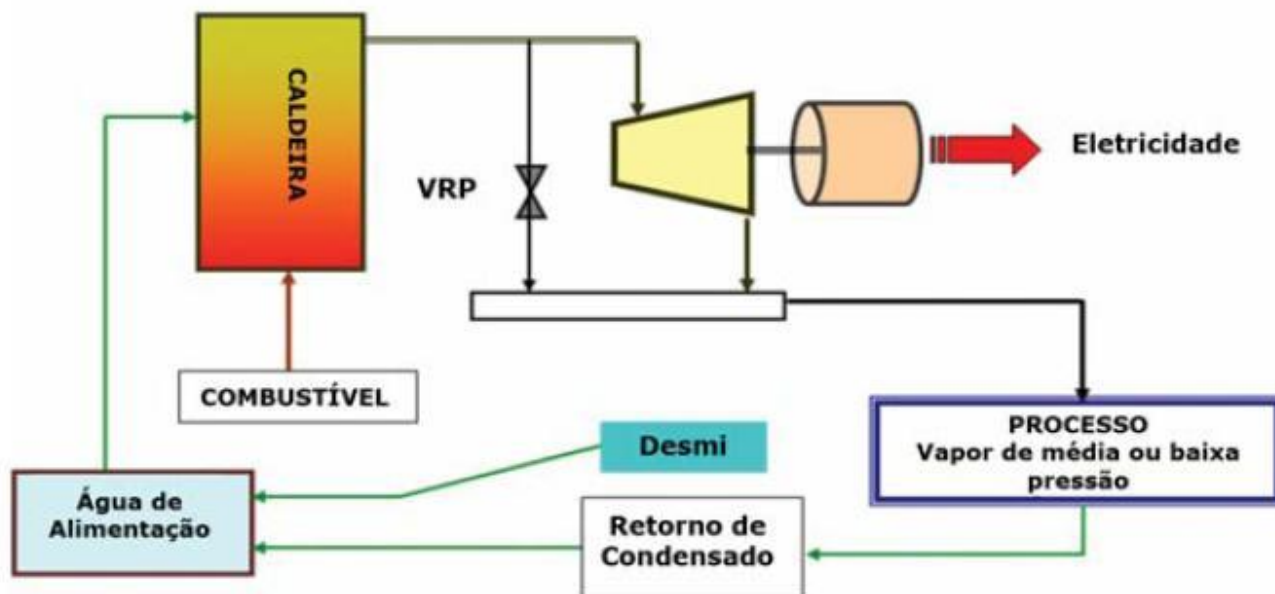 CALDEIRA
VRP
Eletricidade
COMBUSTÍVEL
PROCESSO
Vapor de média ou baixa
pressão
Desmi
Água de
Alimentação
Retorno de
Condensado